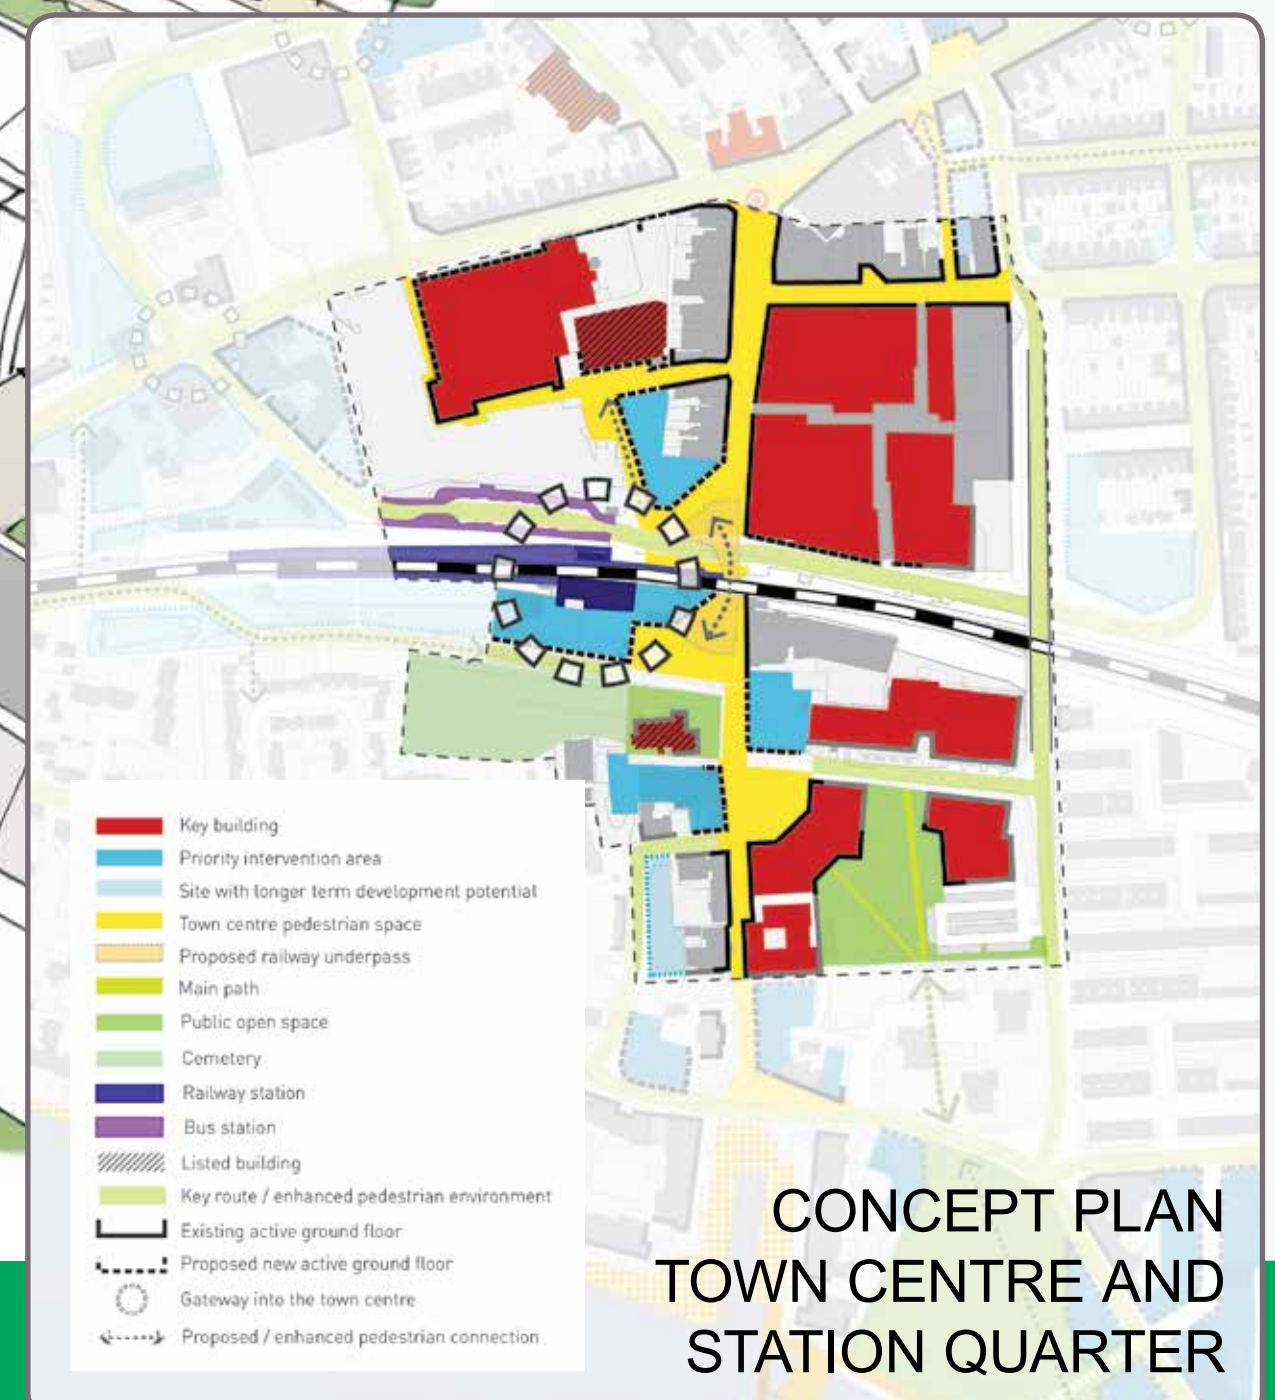 Key building
Priority intervention area
Site with longer term development potential
Town centre pedestrian space
Proposed railway underpass
Main path
Public open space
Cemetery
Railway station
Bus station
Listed building
Key route / enhanced pedestrian environment
Existing active ground floor
Proposed new active ground floor
Gateway into the town centre
Proposed / enhanced pedestrian connection
CONCEPT PLAN
TOWN CENTRE AND
STATION QUARTER